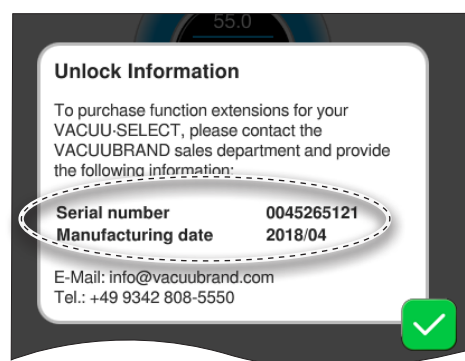 55.0
Unlock Information
To purchase function extensions for your
VACUU·SELECT, please contact the
VACUUBRAND sales department and provide
the following information:
Serial number 0045265121
Manufacturing date 2018/04
E-Mail: info@vacuubrand.com
Tel.: +49 9342 808-5550